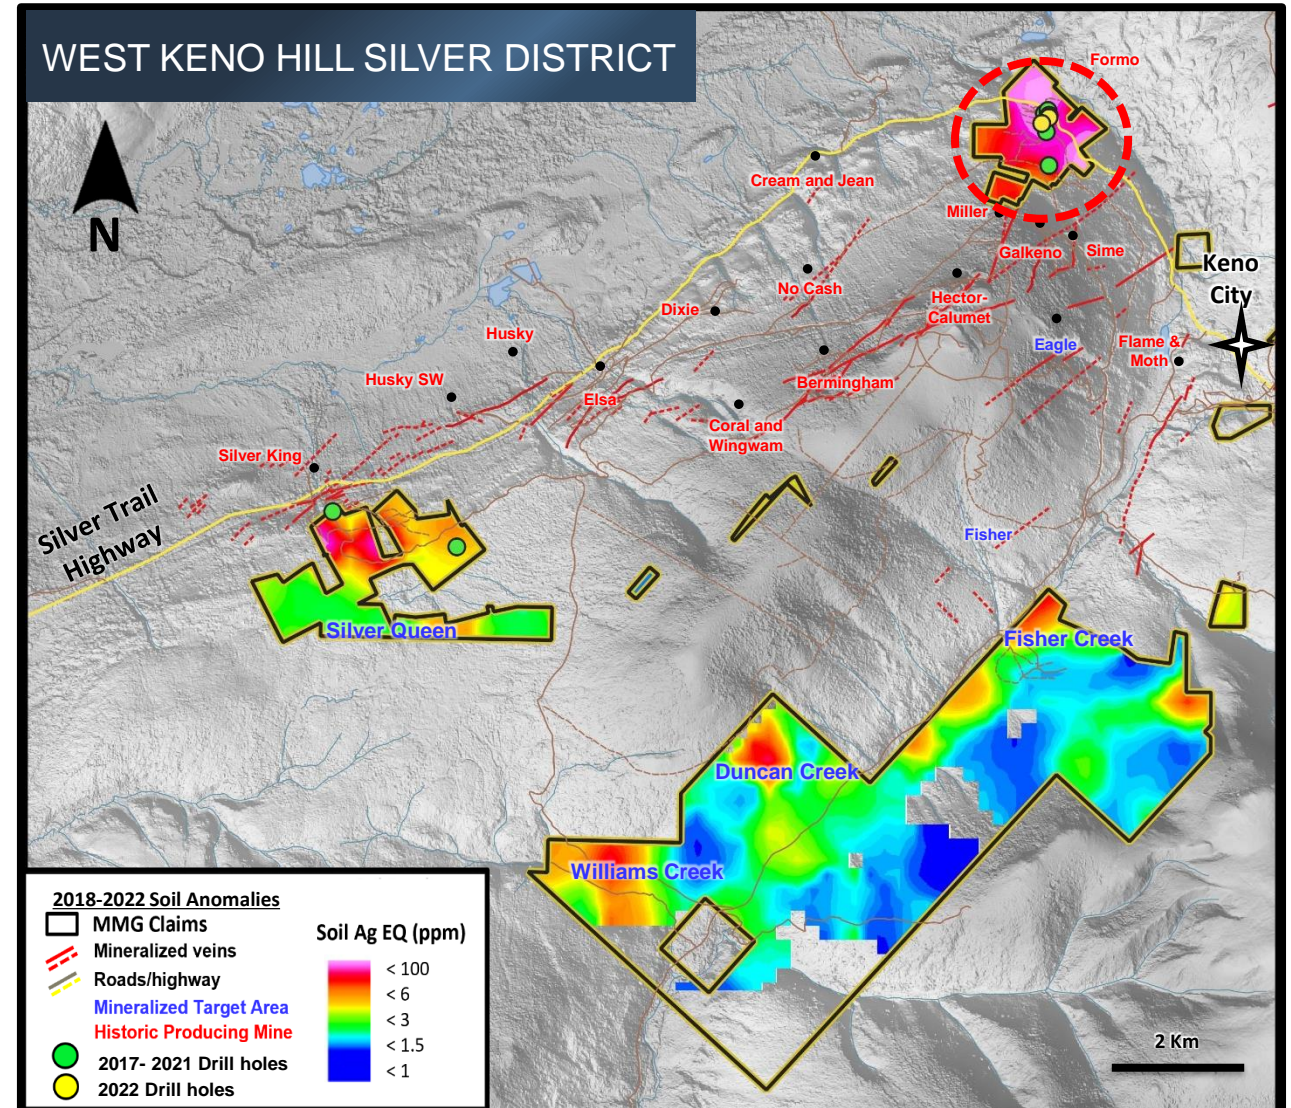 WEST KENO HILL SILVER DISTRICT
Formo
N
Cream and Jean
Miller
Galkeno
Sime
Keno
City
No Cash
Hector-
Calumet
Dixie
Eagle
Flame &
Moth
Husky
Husky SW
Bermingham
Elsa
Coral and
Wingwam
Silver King
Silver Trail
Highway
Fisher
Silver Queen
Fisher Creek
Duncan Creek
Williams Creek
2018-2022 Soil Anomalies
MMG Claims
Mineralized veins
Roads/highway
Mineralized Target Area
Historic Producing Mine
2017- 2021 Drill holes
2022 Drill holes
Soil Ag EQ (ppm)
< 100
< 6
< 3
< 1.5
< 1
2 Km